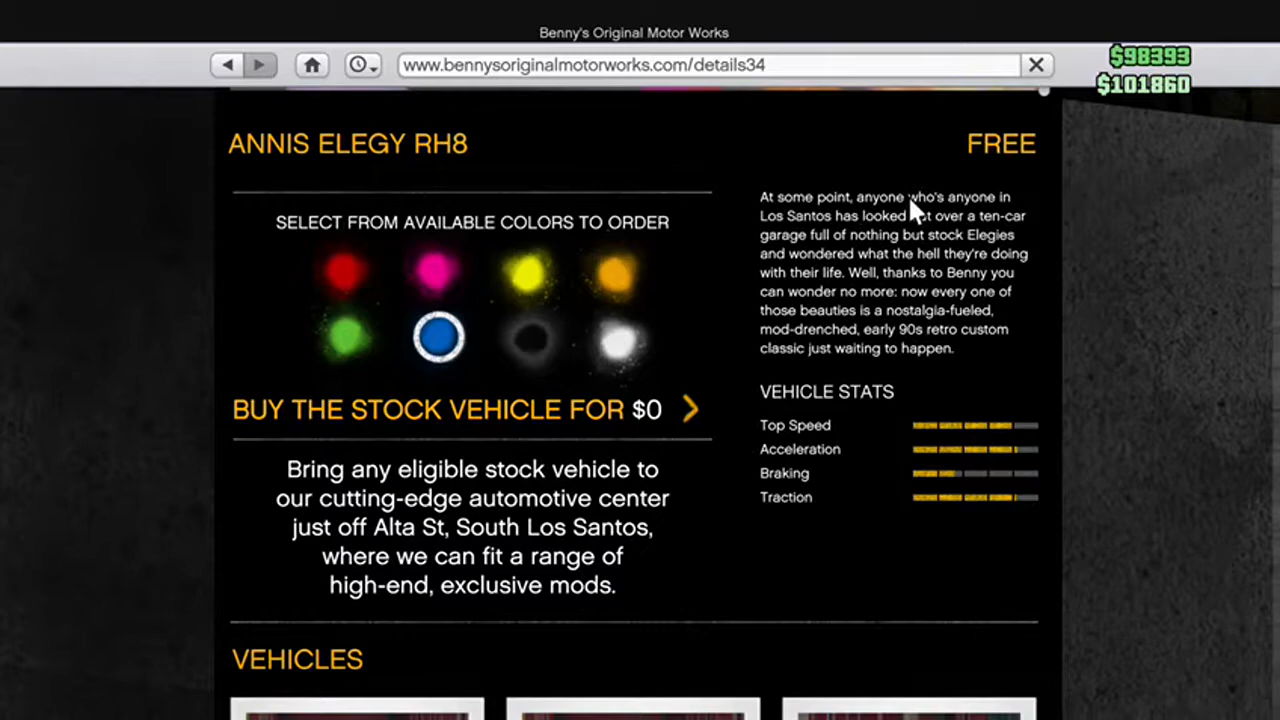 Benny's Original Motor Works
www.bennysoriginalmotorworks.com/details34
$98393
$101860
ANNIS ELEGY RH8
FREE
SELECT FROM AVAILABLE COLORS TO ORDER
BUY THE STOCK VEHICLE FOR $0
Bring any eligible stock vehicle to
our cutting-edge automotive center
just off Alta St, South Los Santos,
where we can fit a range of
high-end, exclusive mods.
At some point, anyone who's anyone in
Los Santos has looked out over a ten-car
garage full of nothing but stock Elegies
and wondered what the hell they're doing
with their life. Well, thanks to Benny you
can wonder no more: now every one of
those beauties is a nostalgia-fueled,
mod-drenched, early 90s retro custom
classic just waiting to happen.
VEHICLE STATS
Top Speed
Acceleration
Braking
Traction
VEHICLES